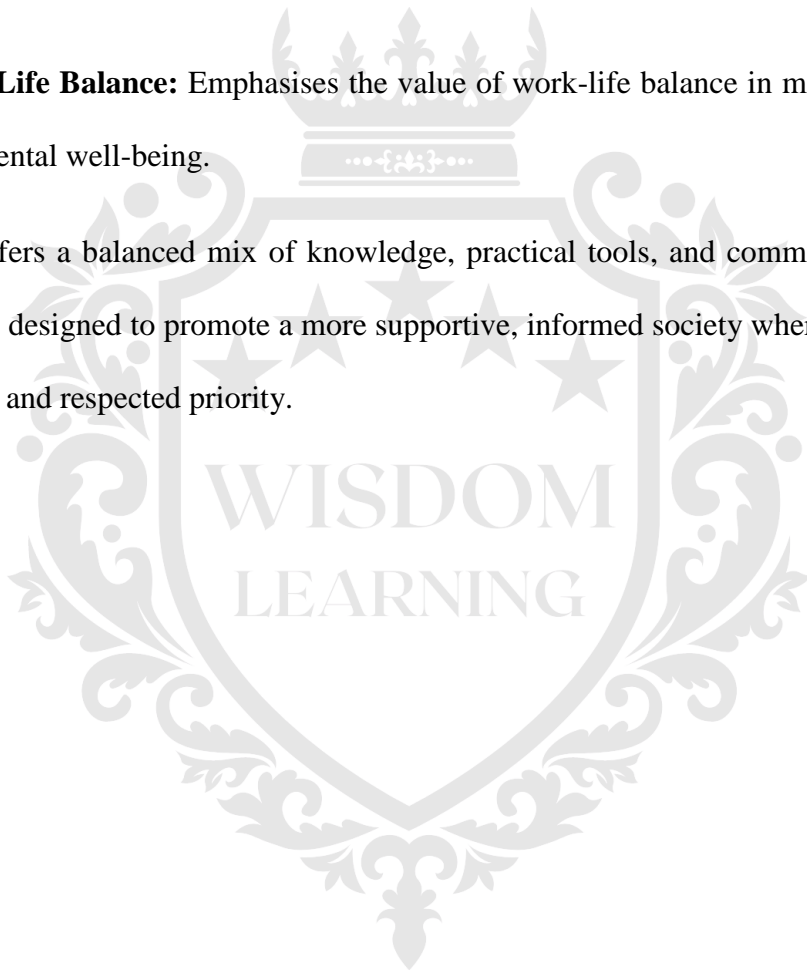 Life Balance: Emphasises the value of work-life balance in m
ental well-being.
fers a balanced mix of knowledge, practical tools, and comm
designed to promote a more supportive, informed society wher
and respected priority.
WISDOM
LEARNING